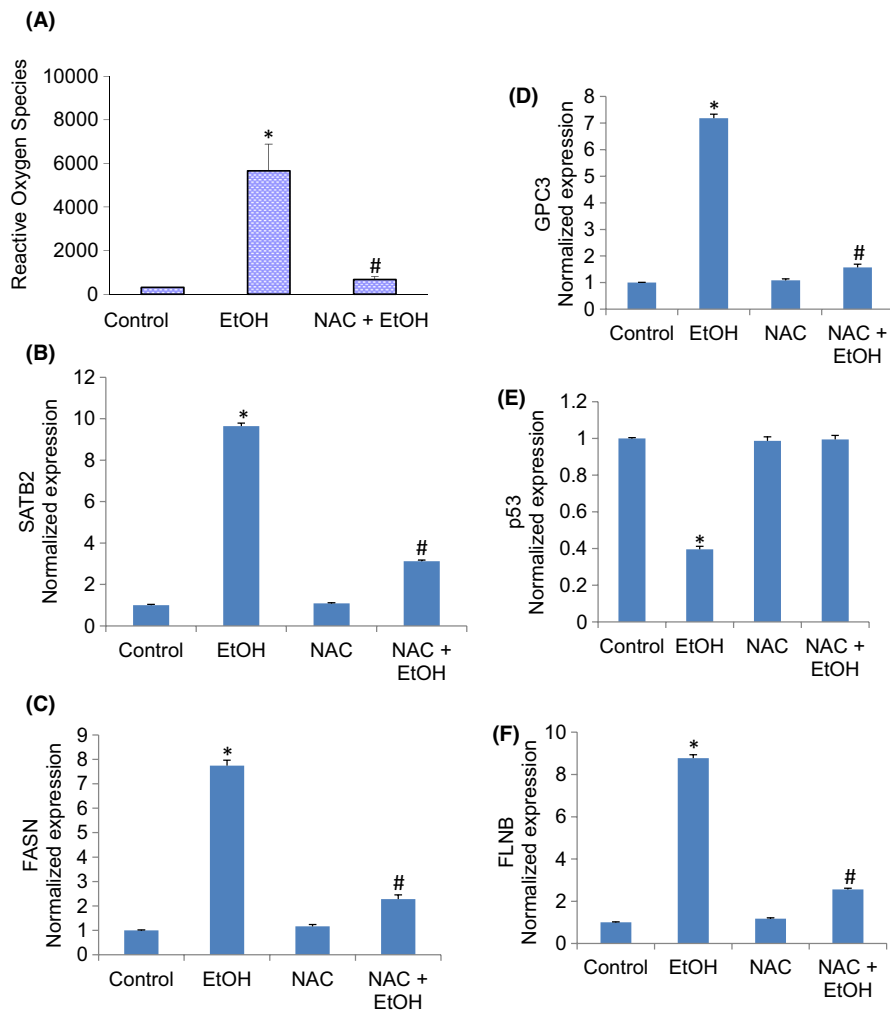 (A)
Reactive Oxygen Species
10000
8000
6000
4000
2000
0
*
#
Control EtOH NAC + EtOH
(B)
SATB2
Normalized expression
12
10
8
6
4
2
0
*
#
Control EtOH NAC NAC +
EtOH
(C)
FASN
Normalized expression
9
8
7
6
5
4
3
2
1
0
*
#
Control EtOH NAC NAC +
EtOH
(D)
GPC3
Normalized expression
8
7
6
5
4
3
2
1
0
*
#
Control EtOH NAC NAC +
EtOH
(E)
p53
Normalized expression
1.2
1
0.8
0.6
0.4
0.2
0
*
Control EtOH NAC NAC +
EtOH
(F)
FLNB
Normalized expression
10
8
6
4
2
0
*
#
Control EtOH NAC NAC +
EtOH